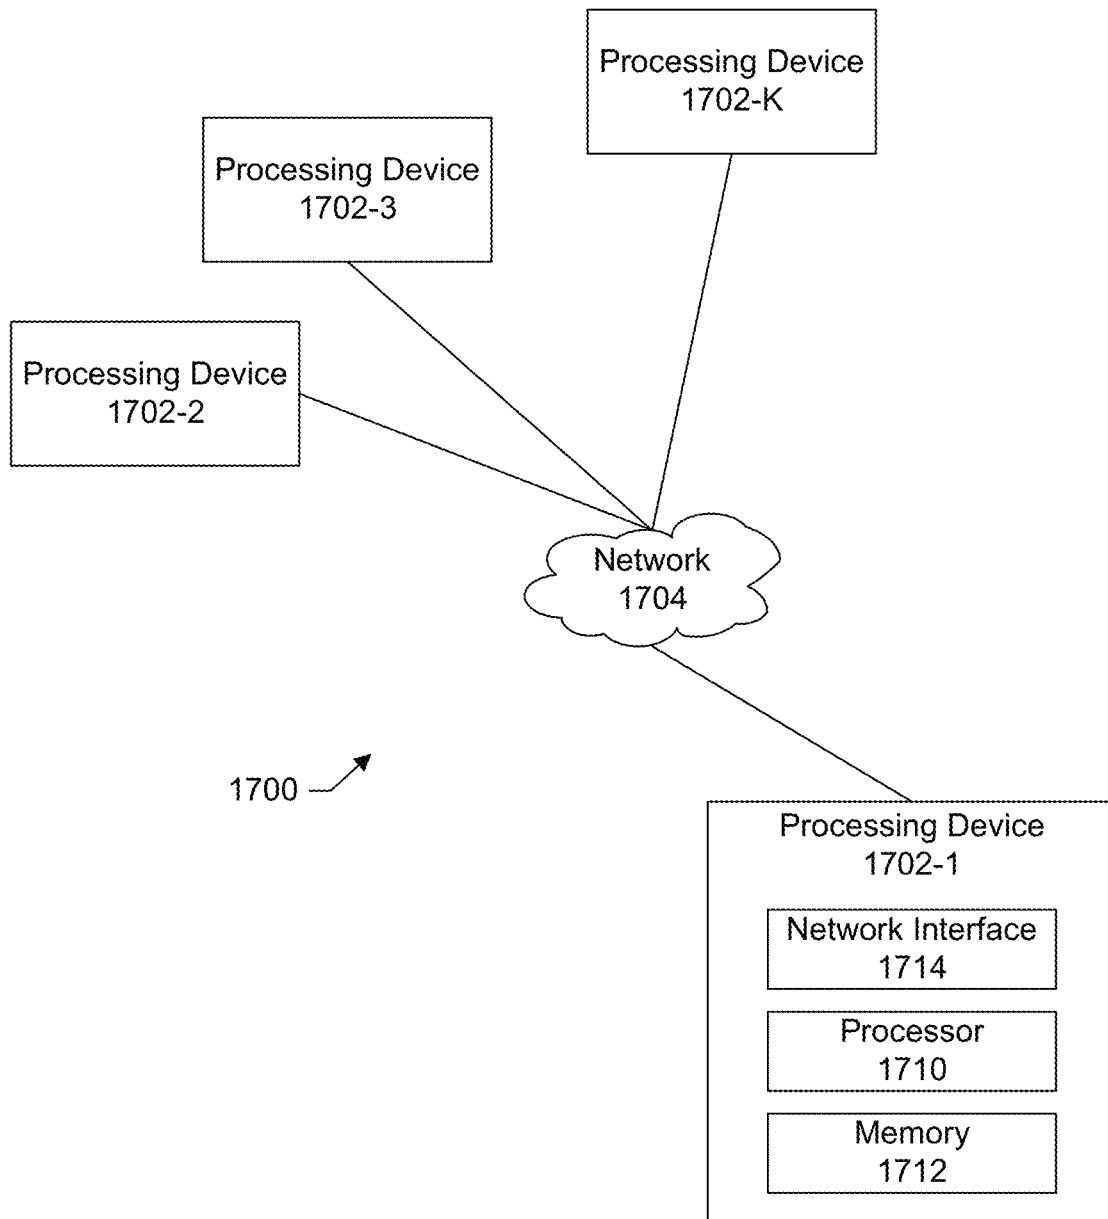 Processing Device
1702-K
Processing Device
1702-3
Processing Device
1702-2
Network
1704
1700
Processing Device
1702-1
Network Interface
1714
Processor
1710
Memory
1712